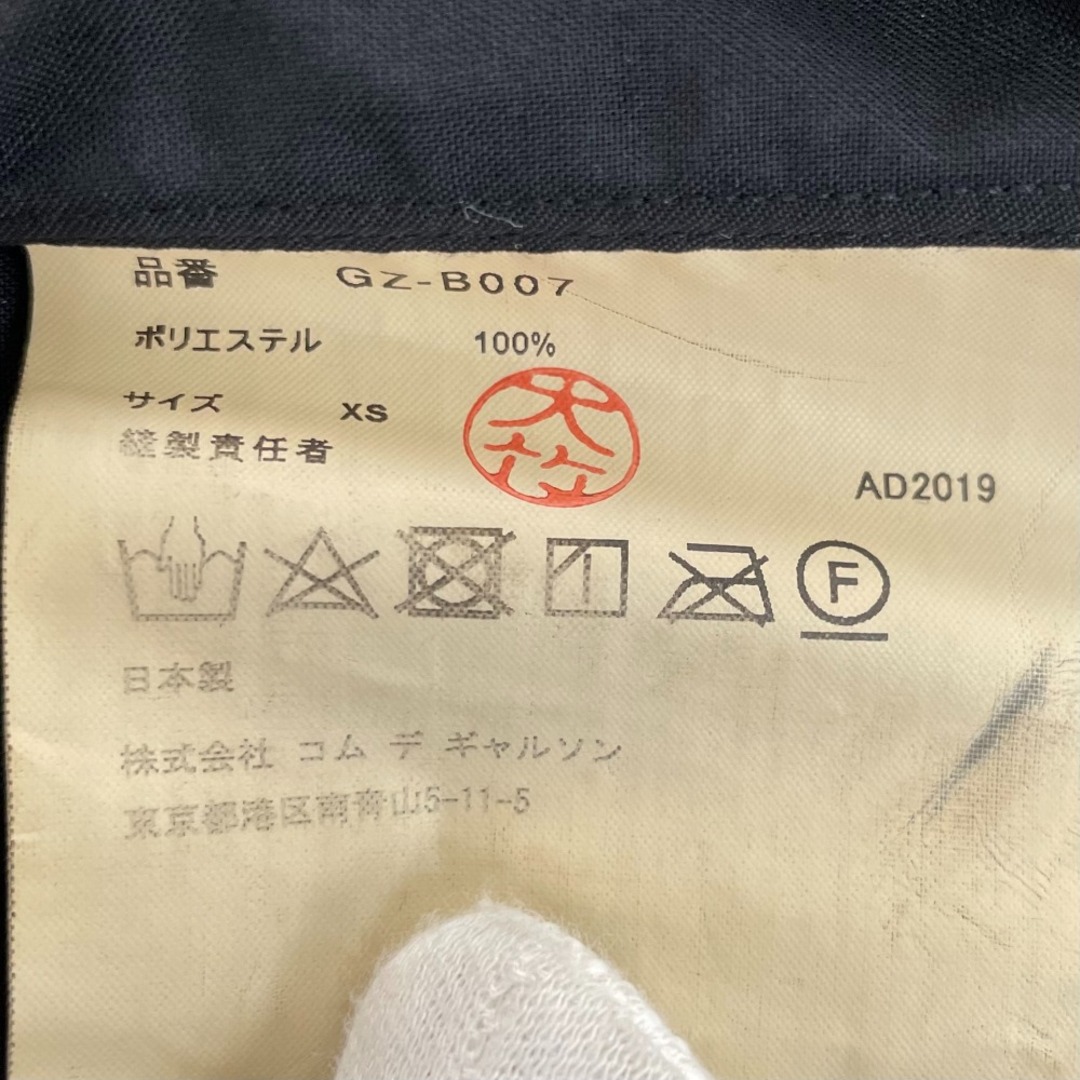 品番 GZ-B007
ポリエステル 100%
サイズ XS
縫製責任者 大竹
AD2019
F
日本製
株式会社 コム デ ギャルソン
東京都港区南青山5-11-5